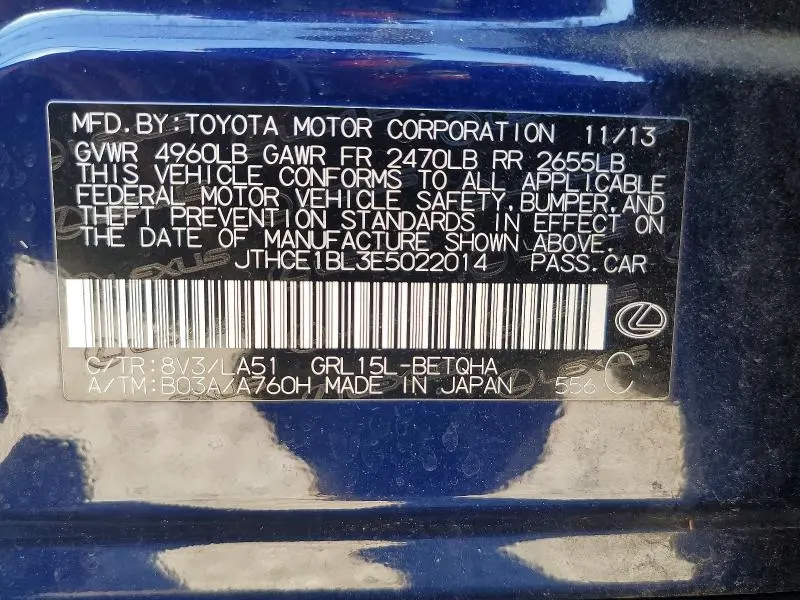 MFD.BY:TOYOTA MOTOR CORPORATION 11/13
GVWR 4960LB GAWR FR 2470LB RR 2655LB
THIS VEHICLE CONFORMS TO ALL APPLICABLE
FEDERAL MOTOR VEHICLE SAFETY,BUMPER,AND
THEFT PREVENTION STANDARDS IN EFFECT ON
THE DATE OF MANUFACTURE SHOWN ABOVE.
JTHCE1BL3E5022014 PASS.CAR
C/TR:8V3/LA51 GRL15L-BETQHA
A/TM:B03A/A760H MADE IN JAPAN 556 C